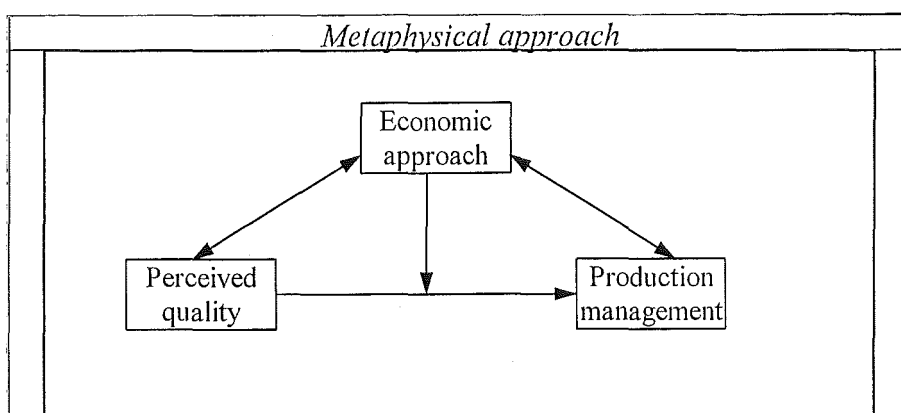 Metaphysical approach
Economic
approach
Perceived
quality
Production
management